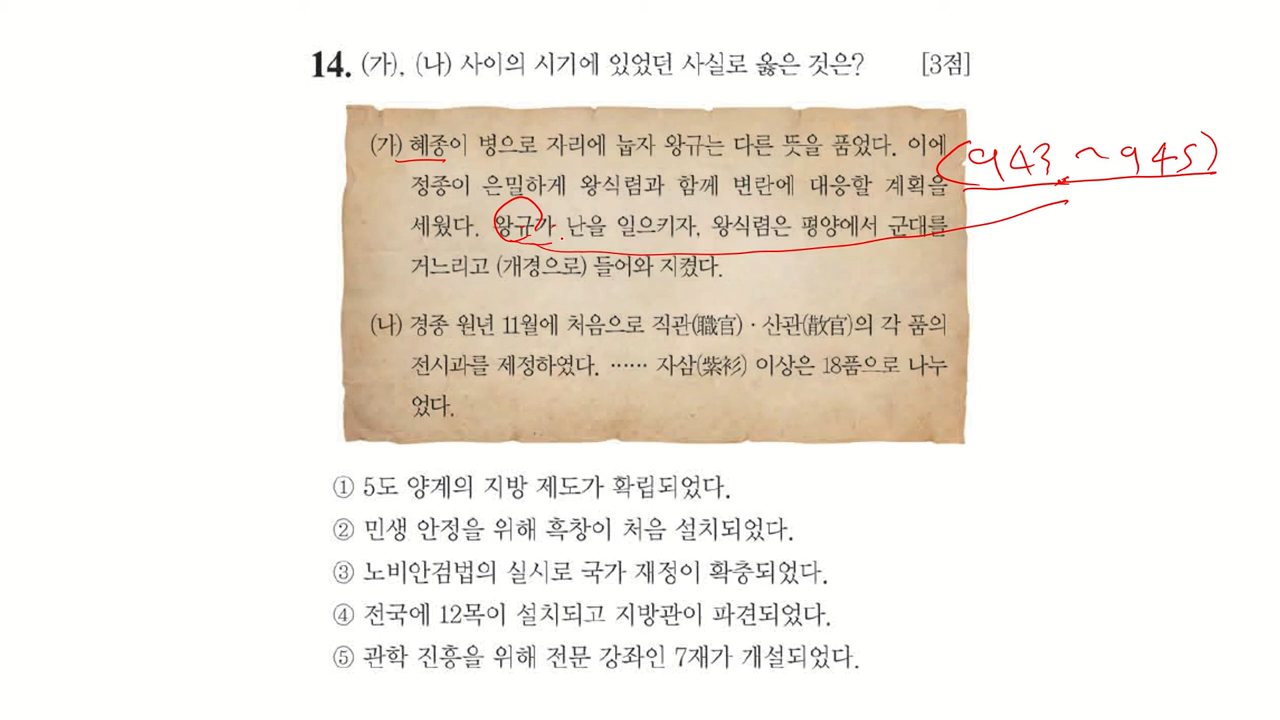 14. (가), (나) 사이의 시기에 있었던 사실로 옳은 것은? [3점]
(가) 혜종이 병으로 자리에 눕자 왕규는 다른 뜻을 품었다. 이에
정종이 은밀하게 왕식렴과 함께 변란에 대응할 계획을
세웠다. 왕규가 난을 일으키자, 왕식렴은 평양에서 군대를
거느리고 (개경으로) 들어와 지켰다.
(943~945)
(나) 경종 원년 11월에 처음으로 직관(職官)·산관(散官)의 각 품의
전시과를 제정하였다. …… 자삼(紫衫) 이상은 18품으로 나누
었다.
① 5도 양계의 지방 제도가 확립되었다.
② 민생 안정을 위해 흑창이 처음 설치되었다.
③ 노비안검법의 실시로 국가 재정이 확충되었다.
④ 전국에 12목이 설치되고 지방관이 파견되었다.
⑤ 관학 진흥을 위해 전문 강좌인 7재가 개설되었다.